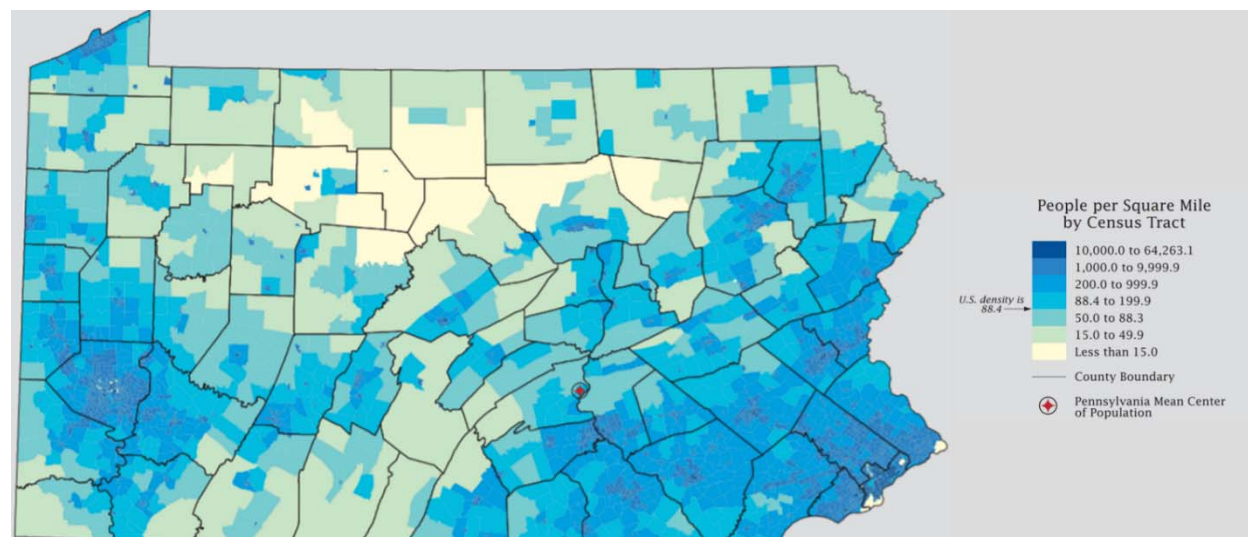 People per Square Mile
by Census Tract
10,000.0 to 64,263.1
1,000.0 to 9,999.9
200.0 to 999.9
88.4 to 199.9
U.S. density is
88.4
50.0 to 88.3
15.0 to 49.9
Less than 15.0
County Boundary
Pennsylvania Mean Center
of Population